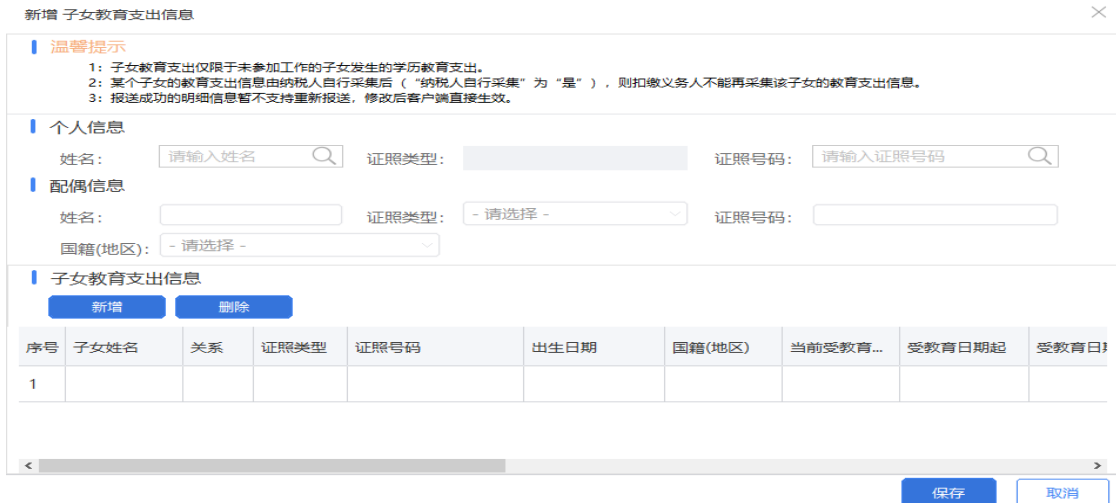 新增 子女教育支出信息
温馨提示
1：子女教育支出仅限于未参加工作的子女发生的学历教育支出。
2：某个子女的教育支出信息由纳税人自行采集后（“纳税人自行采集”为“是”），则扣缴义务人不能再采集该子女的教育支出信息。
3：报送成功的明细信息暂不支持重新报送，修改后客户端直接生效。
个人信息
姓名： 请输入姓名 证照类型： 证照号码： 请输入证照号码
配偶信息
姓名： 证照类型： - 请选择 - 证照号码：
国籍(地区)： - 请选择 -
子女教育支出信息
新增 删除
序号 子女姓名 关系 证照类型 证照号码 出生日期 国籍(地区) 当前受教育... 受教育日期起 受教育日
1
保存 取消